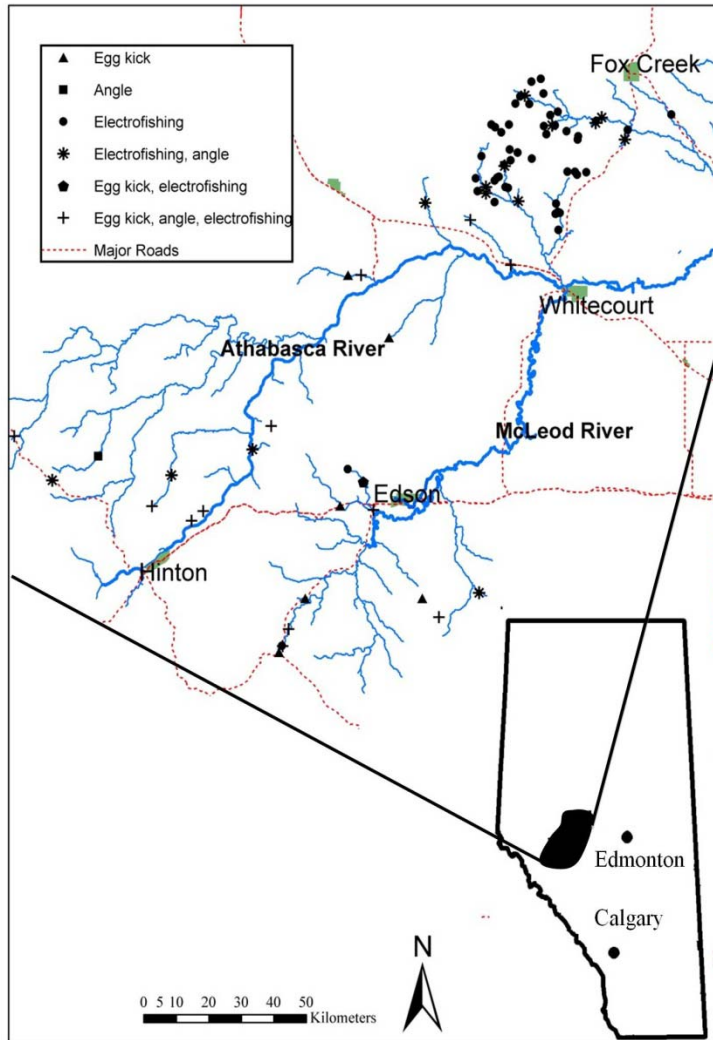 Egg kick
Angle
Electrofishing
Electrofishing, angle
Egg kick, electrofishing
Egg kick, angle, electrofishing
Major Roads
Fox Creek
Whitecourt
Athabasca River
McLeod River
Edson
Hinton
Edmonton
Calgary
N
0 5 10 20 30 40 50
Kilometers